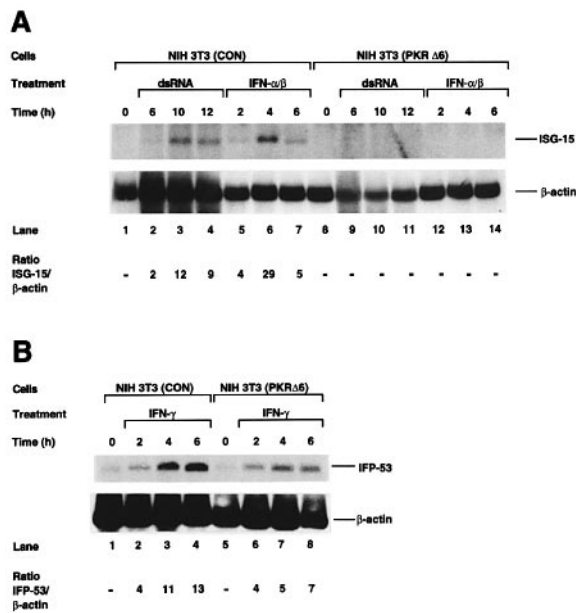 A
Cells NIH 3T3 (CON) NIH 3T3 (PKR Δ6)
Treatment dsRNA IFN-α/β dsRNA IFN-α/β
Time (h) 0 6 10 12 2 4 6 0 6 10 12 2 4 6
ISG-15
β-actin
Lane 1 2 3 4 5 6 7 8 9 10 11 12 13 14
Ratio
ISG-15/ - 2 12 9 4 29 5 - - - - - - -
β-actin
B
Cells NIH 3T3 (CON) NIH 3T3 (PKRΔ6)
Treatment IFN-γ IFN-γ
Time (h) 0 2 4 6 0 2 4 6
IFP-53
β-actin
Lane 1 2 3 4 5 6 7 8
Ratio
IFP-53/ - 4 11 13 - 4 5 7
β-actin